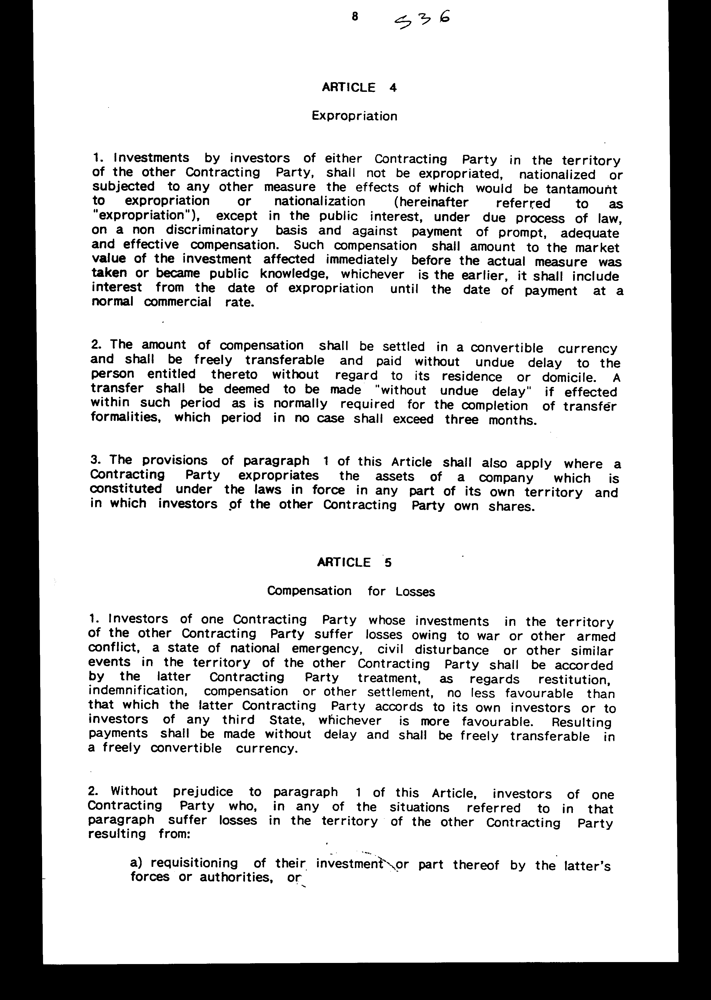 8 536
ARTICLE 4
Expropriation
1. Investments by investors of either Contracting Party in the territory
of the other Contracting Party, shall not be expropriated, nationalized or
subjected to any other measure the effects of which would be tantamount
to expropriation or nationalization (hereinafter referred to as
"expropriation"), except in the public interest, under due process of law,
on a non discriminatory basis and against payment of prompt, adequate
and effective compensation. Such compensation shall amount to the market
value of the investment affected immediately before the actual measure was
taken or became public knowledge, whichever is the earlier, it shall include
interest from the date of expropriation until the date of payment at a
normal commercial rate.
2. The amount of compensation shall be settled in a convertible currency
and shall be freely transferable and paid without undue delay to the
person entitled thereto without regard to its residence or domicile. A
transfer shall be deemed to be made "without undue delay" if effected
within such period as is normally required for the completion of transfer
formalities, which period in no case shall exceed three months.
3. The provisions of paragraph 1 of this Article shall also apply where a
Contracting Party expropriates the assets of a company which is
constituted under the laws in force in any part of its own territory and
in which investors of the other Contracting Party own shares.
ARTICLE 5
Compensation for Losses
1. Investors of one Contracting Party whose investments in the territory
of the other Contracting Party suffer losses owing to war or other armed
conflict, a state of national emergency, civil disturbance or other similar
events in the territory of the other Contracting Party shall be accorded
by the latter Contracting Party treatment, as regards restitution,
indemnification, compensation or other settlement, no less favourable than
that which the latter Contracting Party accords to its own investors or to
investors of any third State, whichever is more favourable. Resulting
payments shall be made without delay and shall be freely transferable in
a freely convertible currency.
2. Without prejudice to paragraph 1 of this Article, investors of one
Contracting Party who, in any of the situations referred to in that
paragraph suffer losses in the territory of the other Contracting Party
resulting from:
a) requisitioning of their investment or part thereof by the latter's
forces or authorities, or